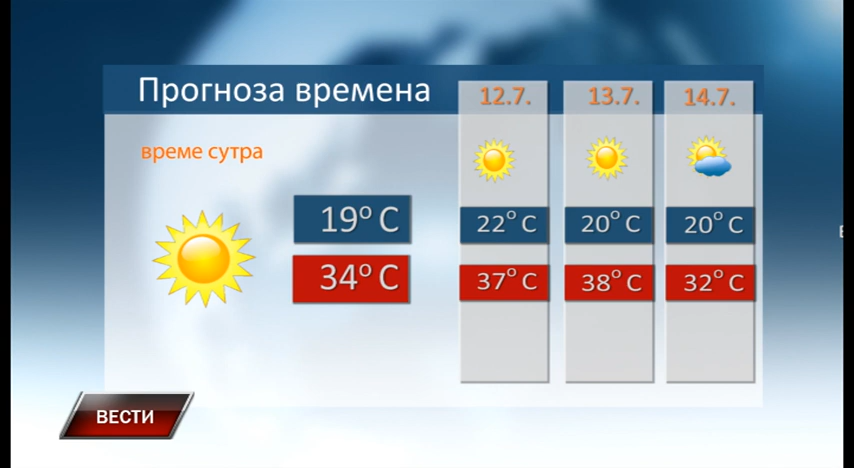 Прогноза времена
време сутра
19° C
34° C
12.7.
22° C
37° C
13.7.
20° C
38° C
14.7.
20° C
32° C
ВЕСТИ